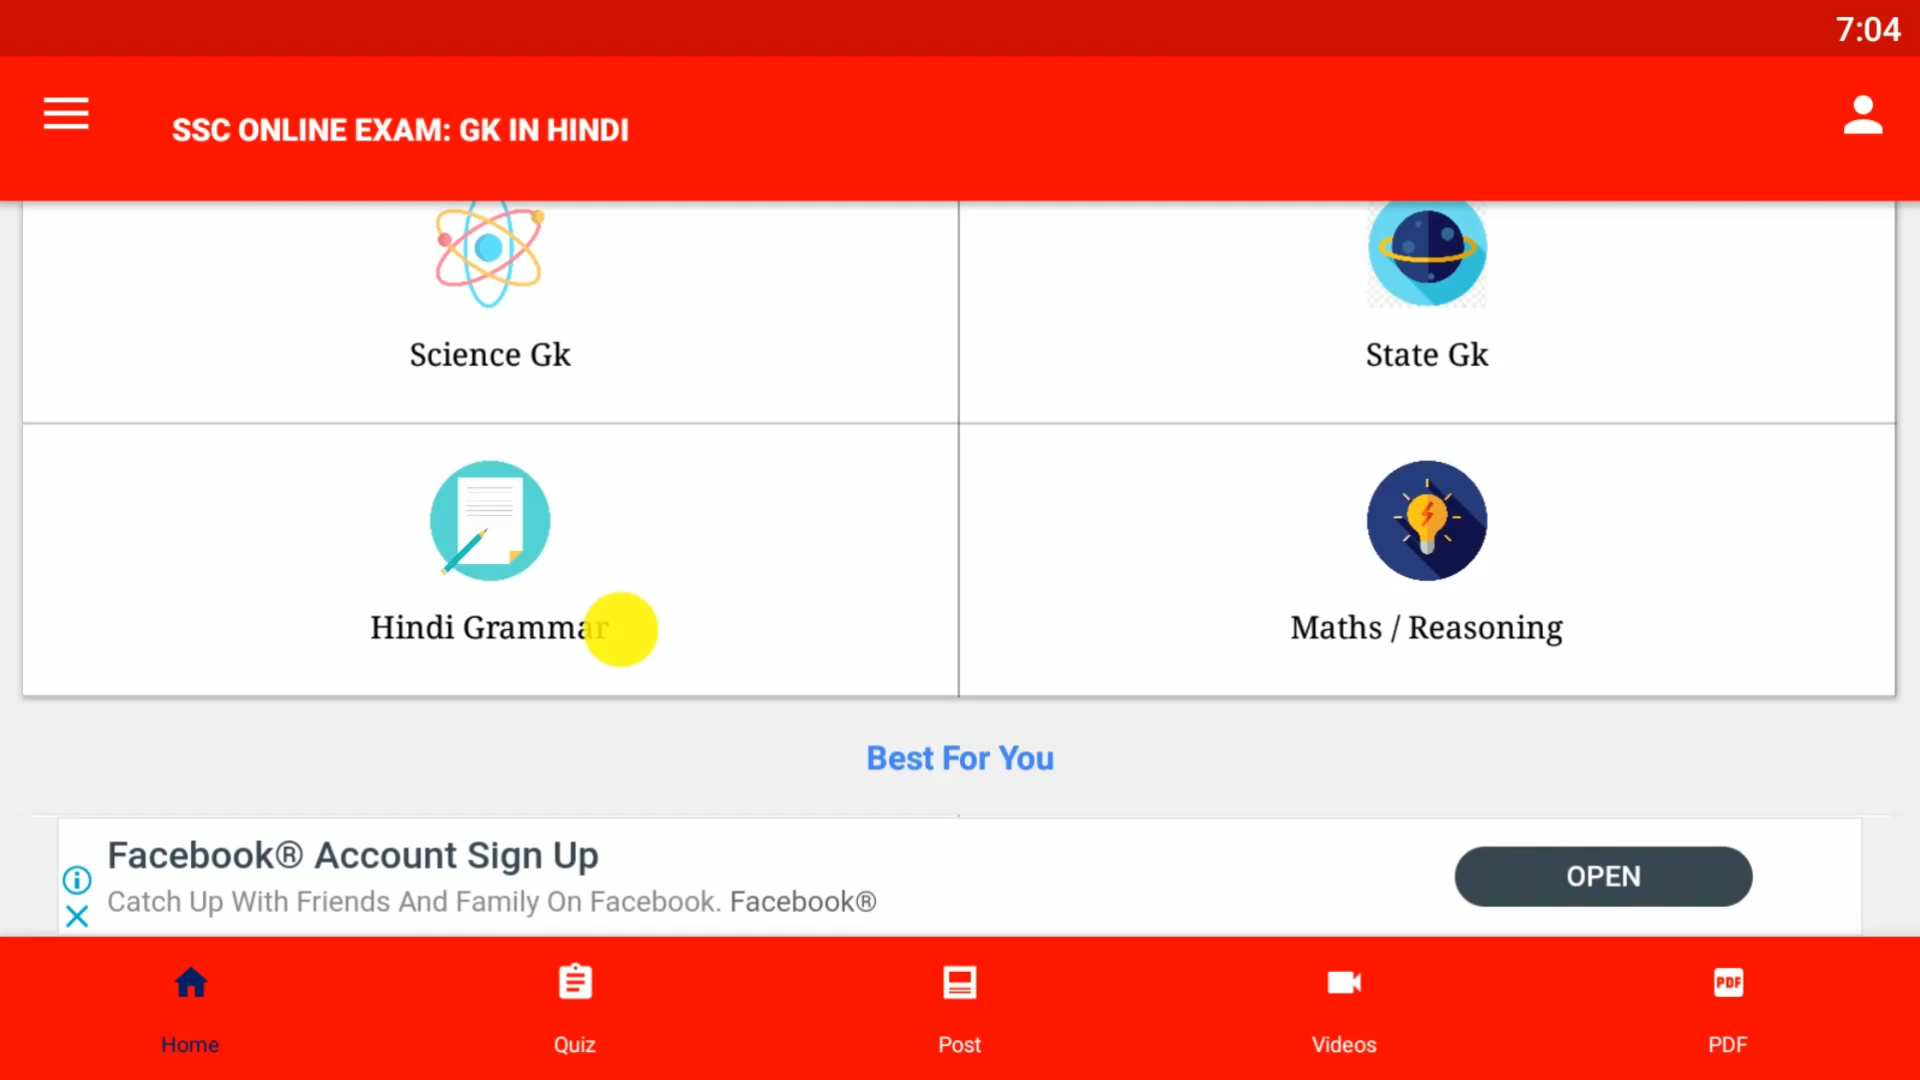 7:04
SSC ONLINE EXAM: GK IN HINDI
Science Gk
State Gk
Hindi Grammar
Maths / Reasoning
Best For You
Facebook® Account Sign Up
Catch Up With Friends And Family On Facebook. Facebook®
OPEN
PDF
Home
Quiz
Post
Videos
PDF